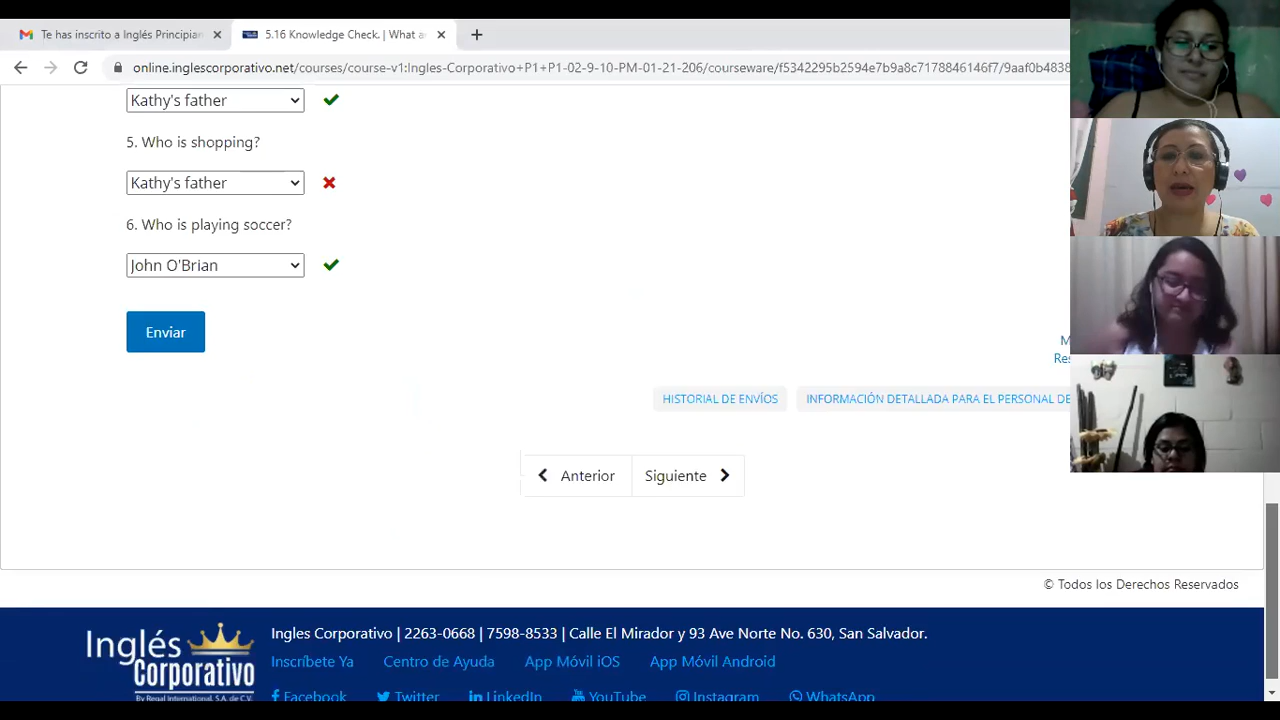 Te has inscrito a Inglés Principian
5.16 Knowledge Check. | What a
online.inglescorporativo.net/courses/course-v1:Ingles-Corporativo+P1+P1-02-9-10-PM-01-21-206/courseware/f5342295b2594e7b9a8c7178846146f7/9aaf0b4838
Kathy's father
5. Who is shopping?
Kathy's father
6. Who is playing soccer?
John O'Brian
Enviar
M
Res
HISTORIAL DE ENVÍOS
INFORMACIÓN DETALLADA PARA EL PERSONAL DE
Anterior
Siguiente
© Todos los Derechos Reservados
Inglés
Corporativo
By Regal International, S.A. de C.V.
Ingles Corporativo | 2263-0668 | 7598-8533 | Calle El Mirador y 93 Ave Norte No. 630, San Salvador.
Inscríbete Ya
Centro de Ayuda
App Móvil iOS
App Móvil Android
Facebook
Twitter
LinkedIn
YouTube
Instagram
WhatsApp